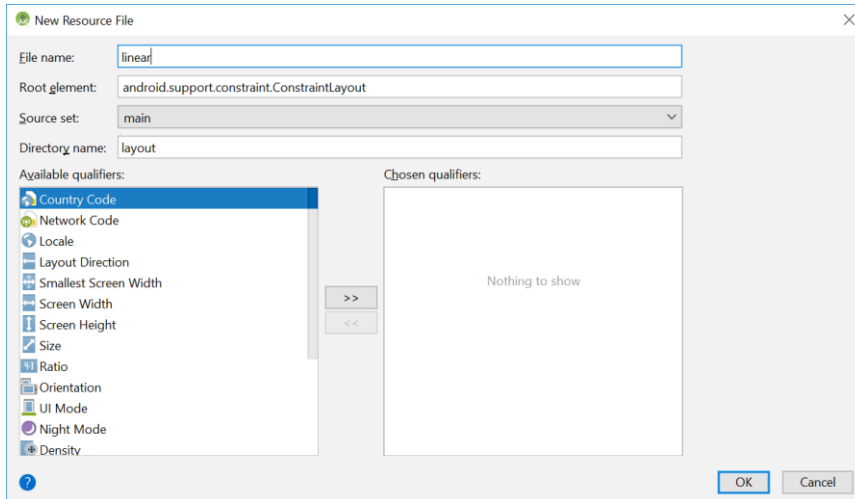 New Resource File
File name:
linear
Root element:
android.support.constraint.ConstraintLayout
Source set:
main
Directory name:
layout
Available qualifiers:
Chosen qualifiers:
Country Code
Network Code
Locale
Layout Direction
Smallest Screen Width
Screen Width
Screen Height
Size
Ratio
Orientation
UI Mode
Night Mode
Density
>>
<<
Nothing to show
?
OK
Cancel